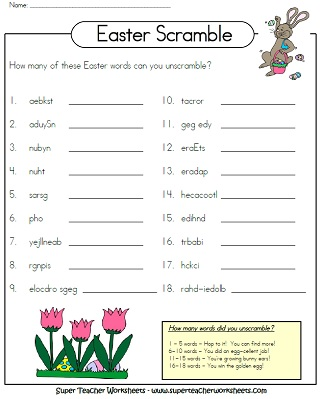 Name:
Easter Scramble
How many of these Easter words can you unscramble?
1. aebkst
2. aduySn
3. nubyn
4. nuht
5. sarsg
6. pho
7. yejllneab
8. rgnpis
9. elocdro sgeg
10. tacror
11. geg edy
12. eraEts
13. eradap
14. hecacootl
15. edihnd
16. trbabi
17. hckci
18. rahd-iedolb
How many words did you unscramble?
1 - 5 words - Hop to it! You can find more!
6-10 words - You did an egg-cellent job!
11-15 words - You're growing bunny ears!
16-18 words - You win the golden egg!
Super Teacher Worksheets - www.superteacherworksheets.com